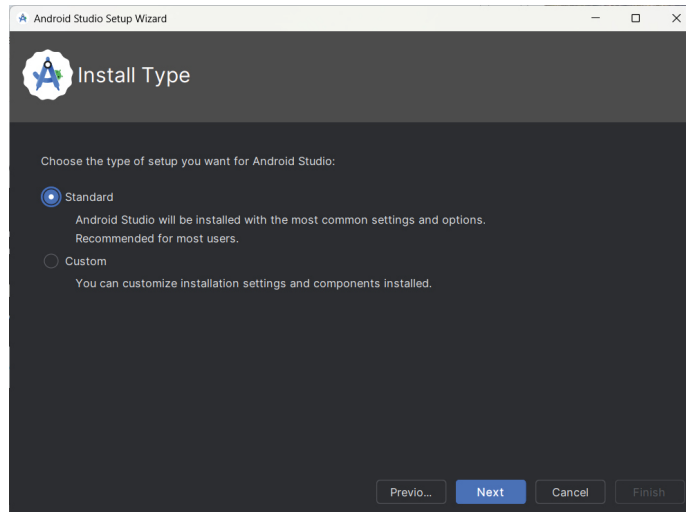 Android Studio Setup Wizard
Install Type
Choose the type of setup you want for Android Studio:
Standard
Android Studio will be installed with the most common settings and options.
Recommended for most users.
Custom
You can customize installation settings and components installed.
Previo... Next Cancel Finish